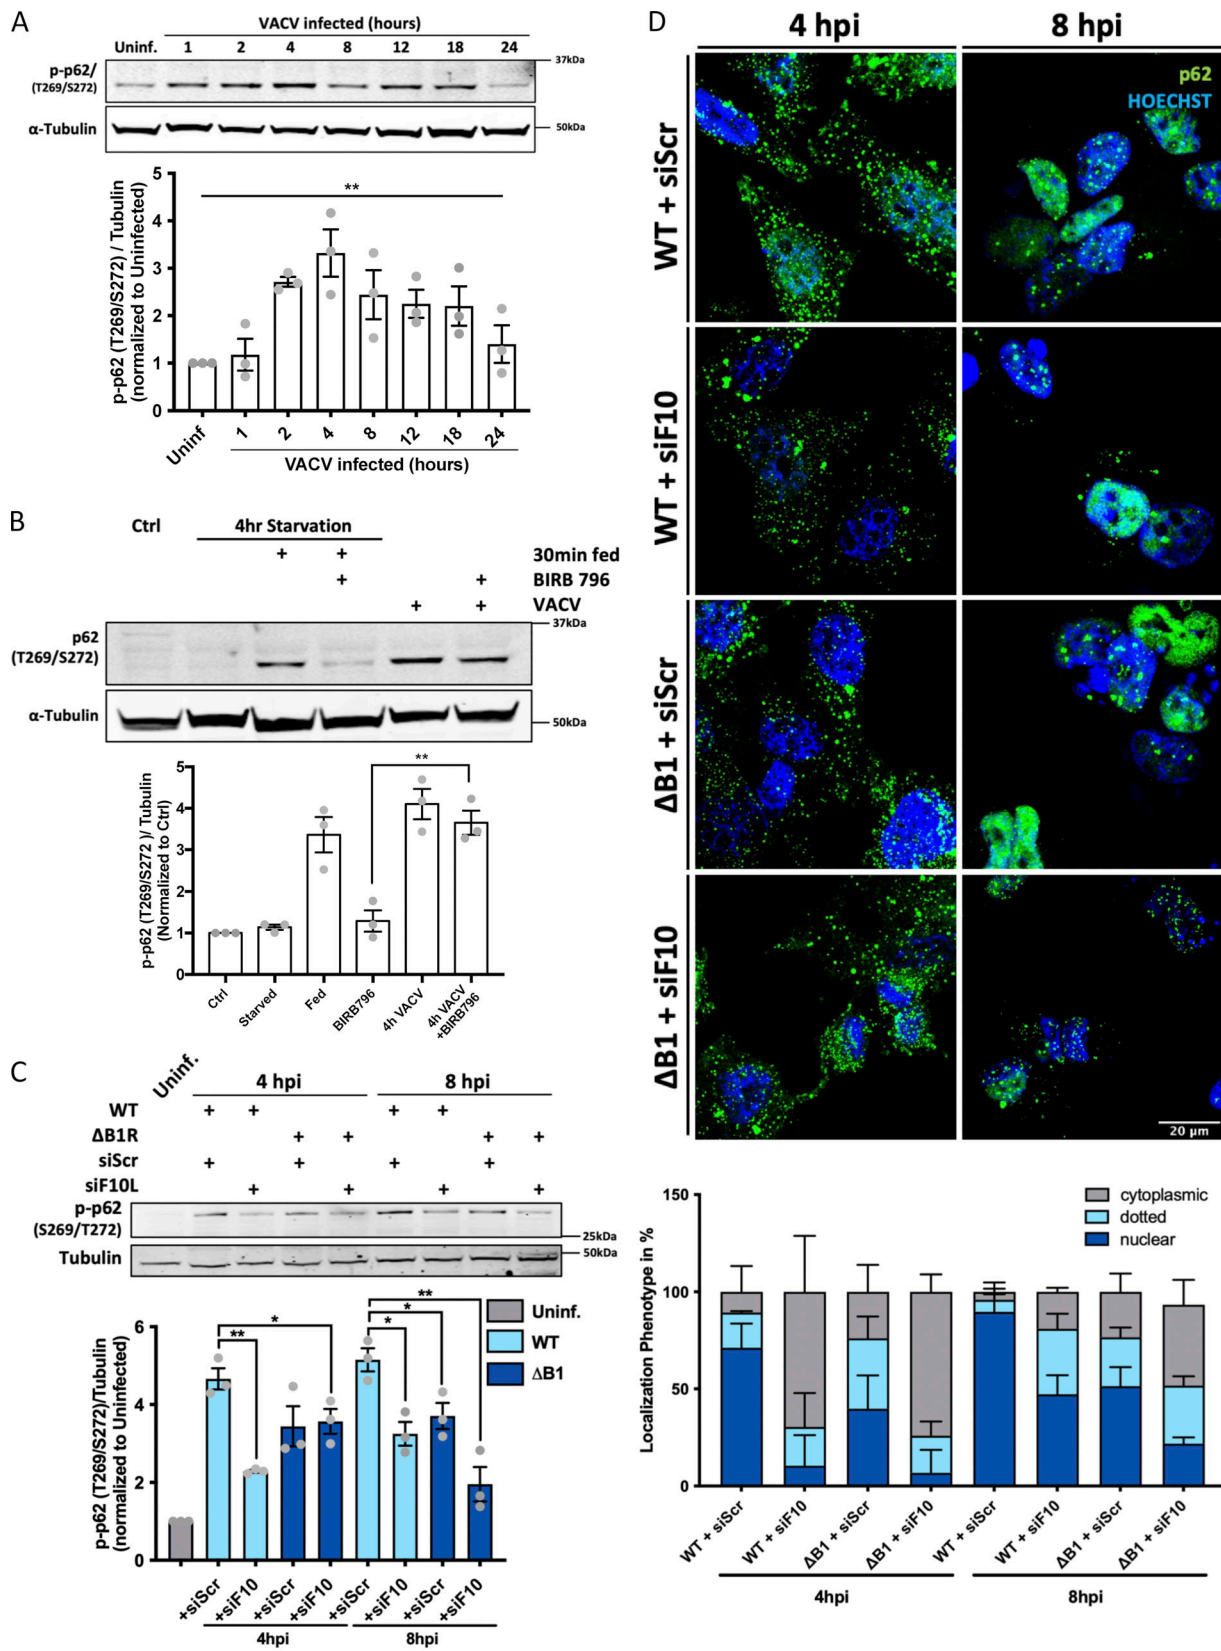 A
VACV infected (hours)
Uninf. 1 2 4 8 12 18 24
p-p62/
(T269/S272)
37kDa
α-Tubulin
50kDa
p-p62 (T269/S272) / Tubulin
(normalized to Uninfected)
5
4
3
2
1
0
**
Uninf 1 2 4 8 12 18 24
VACV infected (hours)
B
Ctrl 4hr Starvation
+ + 30min fed
+ + BIRB 796
+ + VACV
p62
(T269/S272)
37kDa
α-Tubulin
50kDa
p-p62 (T269/S272 )/ Tubulin
(Normalized to Ctrl)
5
4
3
2
1
0
**
Ctrl Starved Fed BIRB796 4h VACV 4h VACV
+BIRB796
C
Uninf. 4 hpi 8 hpi
WT + + + +
ΔB1R + + + +
siScr + + + +
siF10L + + + +
p-p62
(S269/T272)
25kDa
Tubulin
50kDa
p-p62 (T269/S272)/Tubulin
(normalized to Uninfected)
6
4
2
0
** * * * **
Uninf.
WT
ΔB1
+siScr +siF10 +siScr +siF10 +siScr +siF10 +siScr +siF10
4hpi 8hpi
D
4 hpi 8 hpi
p62
HOECHST
WT + siScr
WT + siF10
ΔB1 + siScr
ΔB1 + siF10
20 μm
Localization Phenotype in %
150
100
50
0
cytoplasmic
dotted
nuclear
WT + siScr WT + siF10 ΔB1 + siScr ΔB1 + siF10 WT + siScr WT + siF10 ΔB1 + siScr ΔB1 + siF10
4hpi 8hpi